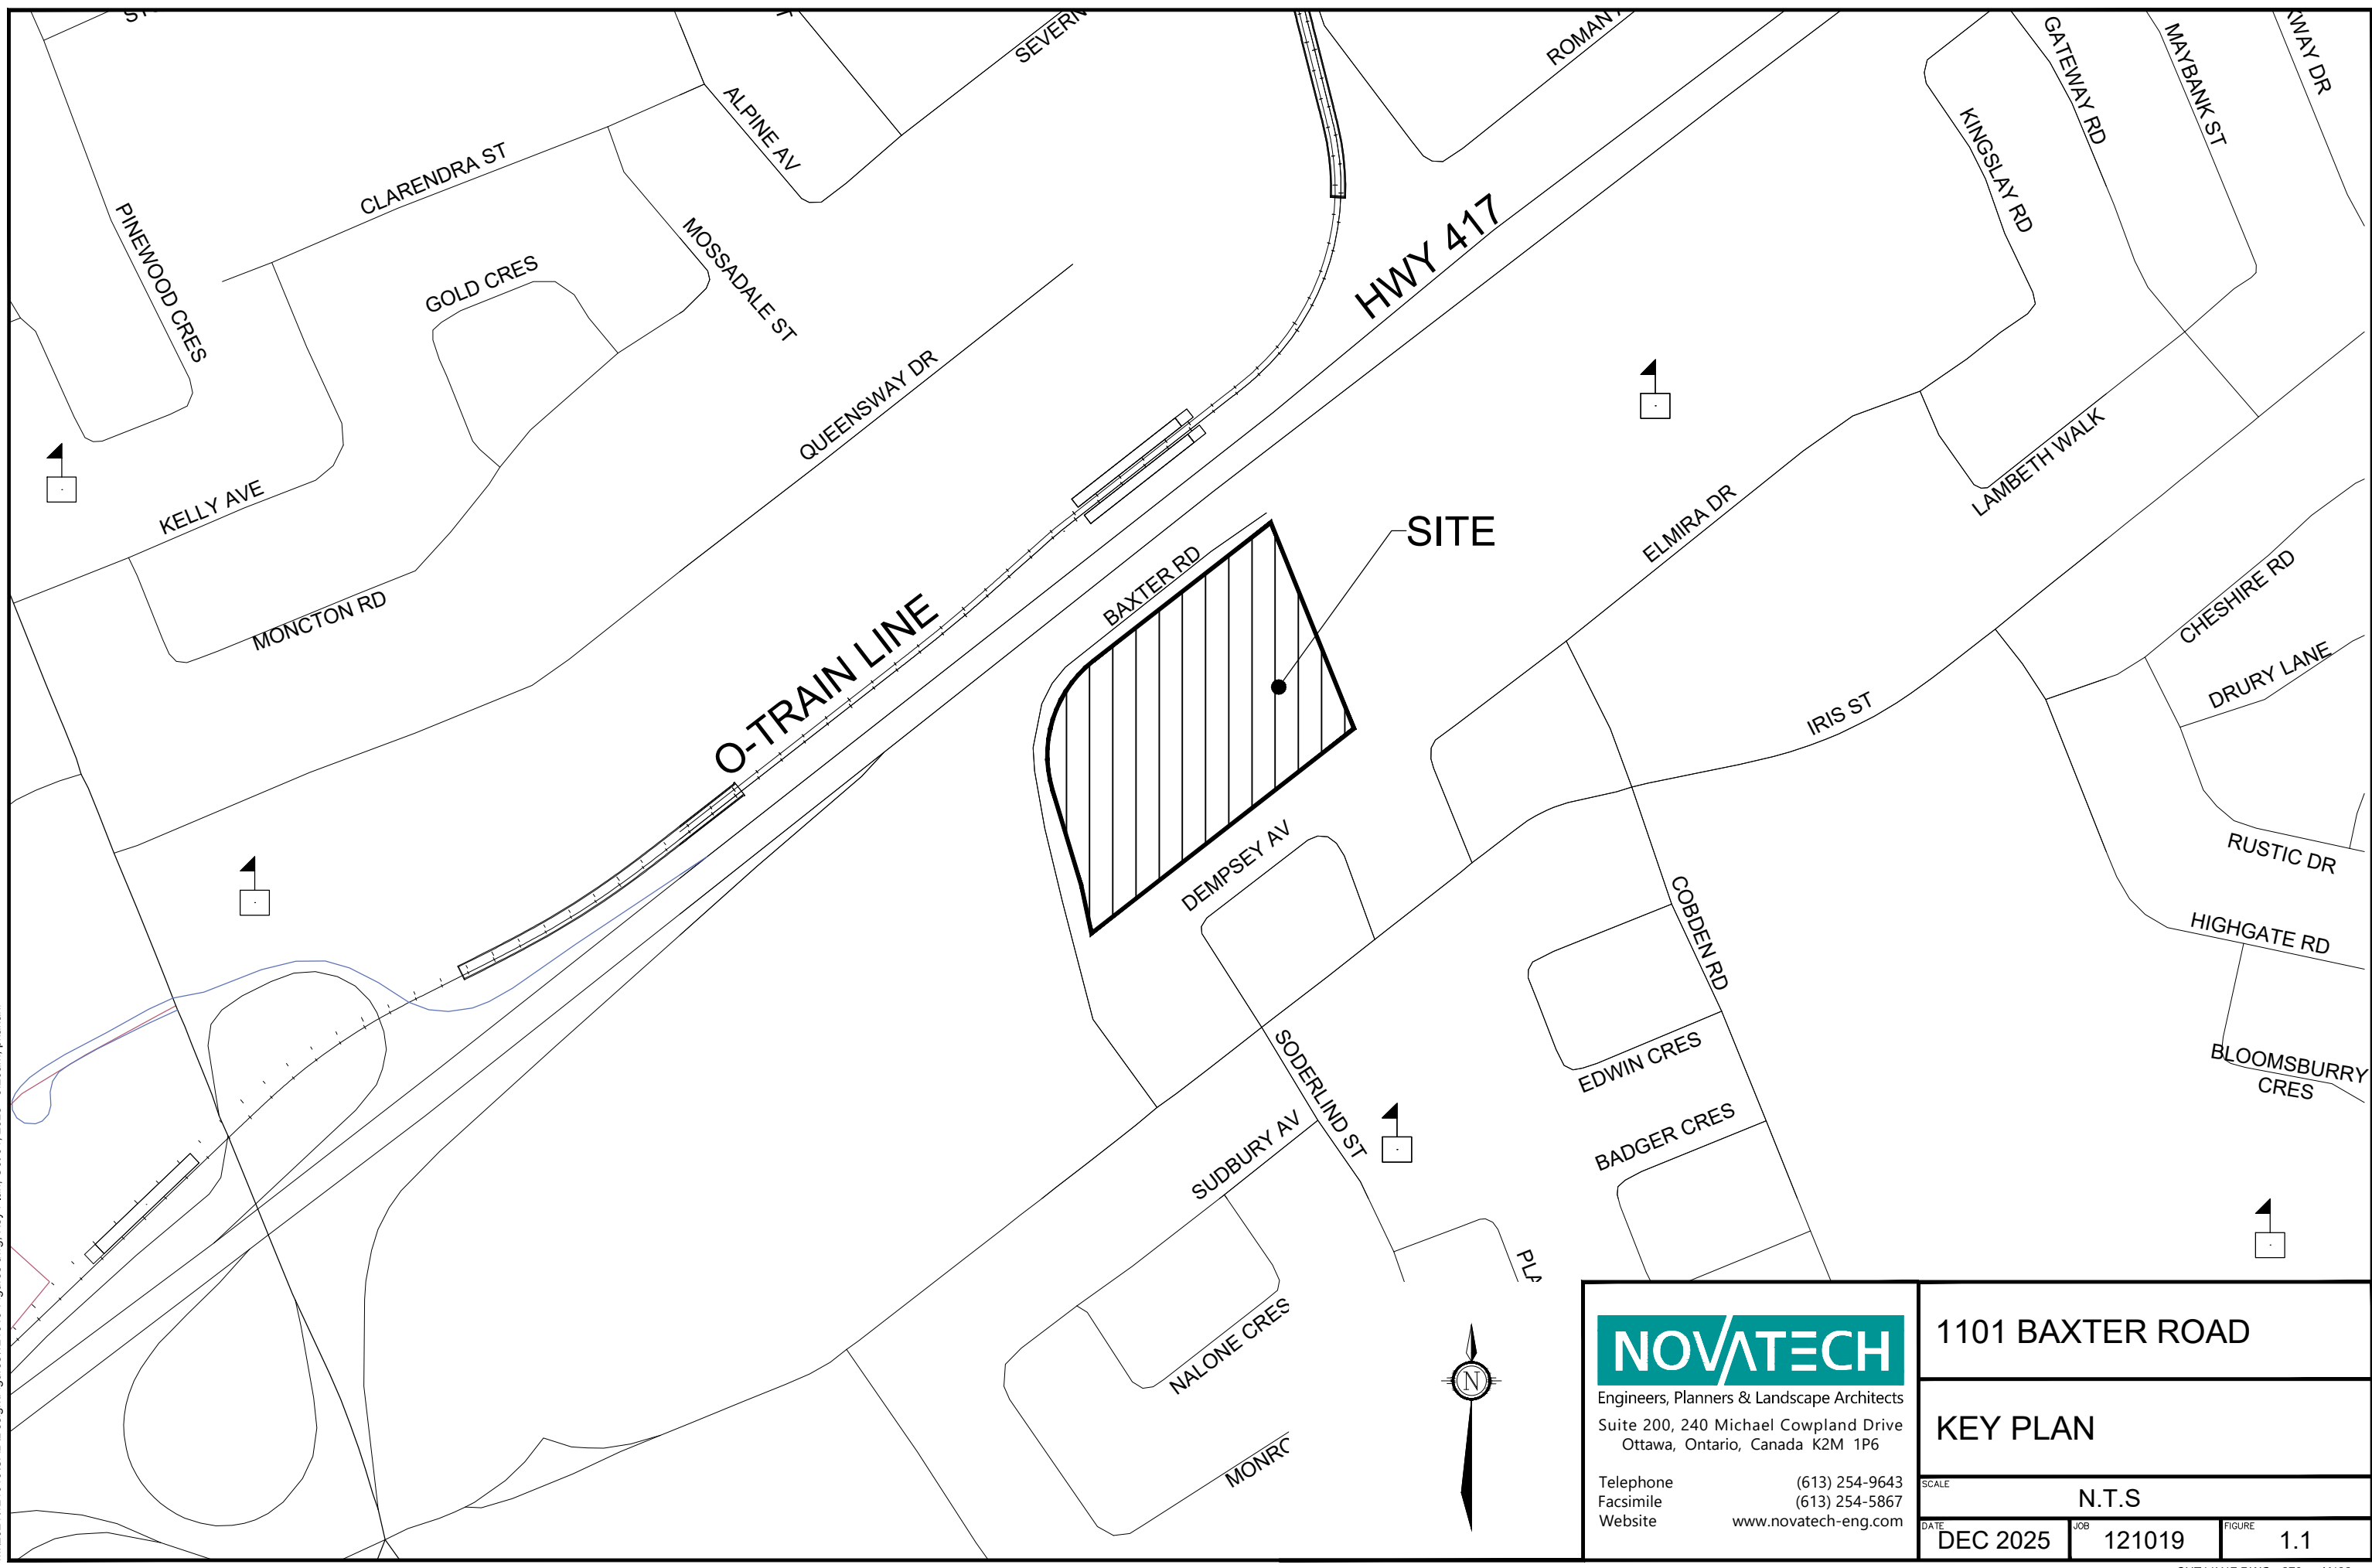 SEVERN
ROMAN
GATEWAY RD
MAYBANK ST
KWAY DR
ALPINE AV
CLARENDRA ST
KINGSLAY RD
PINEWOOD CRES
MOSSADALE ST
GOLD CRES
HWY 417
QUEENSWAY DR
LAMBETH WALK
KELLY AVE
ELMIRA DR
SITE
BAXTER RD
CHESHIRE RD
MONCTON RD
O-TRAIN LINE
DRURY LANE
IRIS ST
RUSTIC DR
DEMPSEY AV
COBDEN RD
HIGHGATE RD
SODERLIND ST
EDWIN CRES
BLOOMSBURRY
CRES
SUDBURY AV
BADGER CRES
PLA
NALONE CRES
MONRO
N
NOVATECH
Engineers, Planners & Landscape Architects
Suite 200, 240 Michael Cowpland Drive
Ottawa, Ontario, Canada K2M 1P6
Telephone (613) 254-9643
Facsimile (613) 254-5867
Website www.novatech-eng.com
1101 BAXTER ROAD
KEY PLAN
SCALE N.T.S
DATE DEC 2025 JOB 121019 FIGURE 1.1